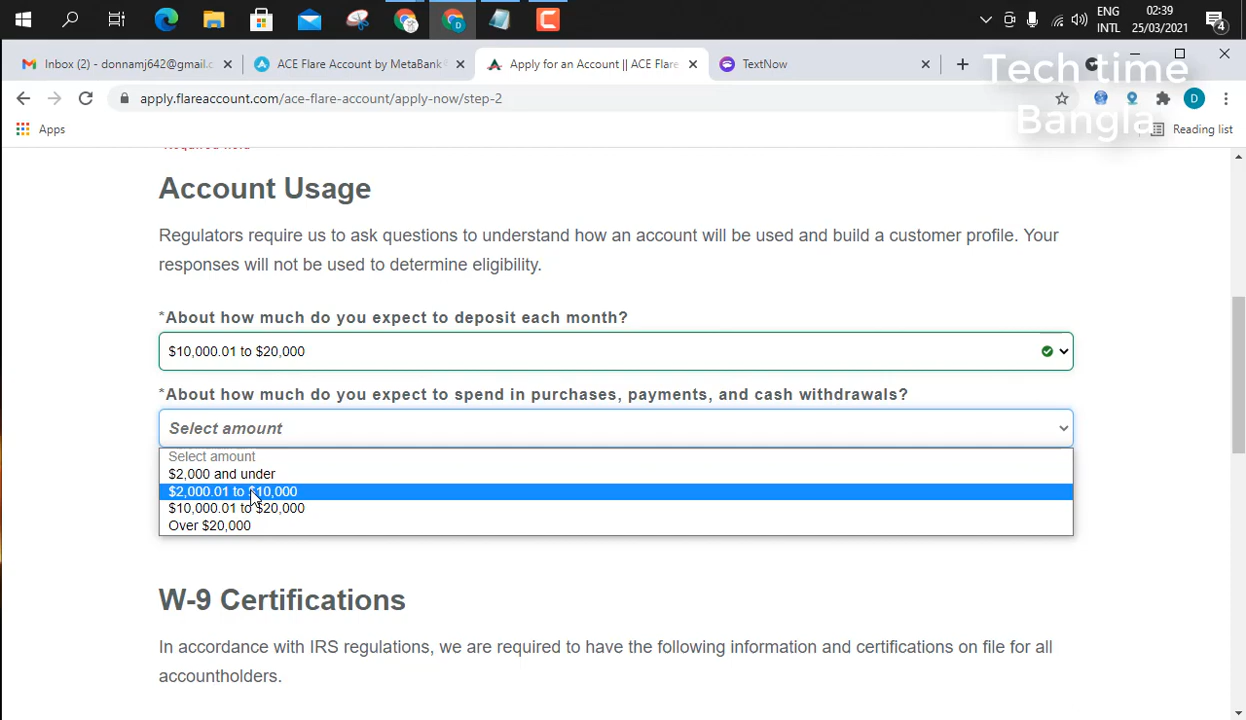 ENG
INTL
02:39
25/03/2021
4
Inbox (2) - donnamj642@gmail.c
ACE Flare Account by MetaBank
Apply for an Account || ACE Flare
TextNow
Tech time
Bangla
apply.flareaccount.com/ace-flare-account/apply-now/step-2
D
Apps
Reading list
Account Usage
Regulators require us to ask questions to understand how an account will be used and build a customer profile. Your
responses will not be used to determine eligibility.
*About how much do you expect to deposit each month?
$10,000.01 to $20,000
*About how much do you expect to spend in purchases, payments, and cash withdrawals?
Select amount
Select amount
$2,000 and under
$2,000.01 to $10,000
$10,000.01 to $20,000
Over $20,000
W-9 Certifications
In accordance with IRS regulations, we are required to have the following information and certifications on file for all
accountholders.